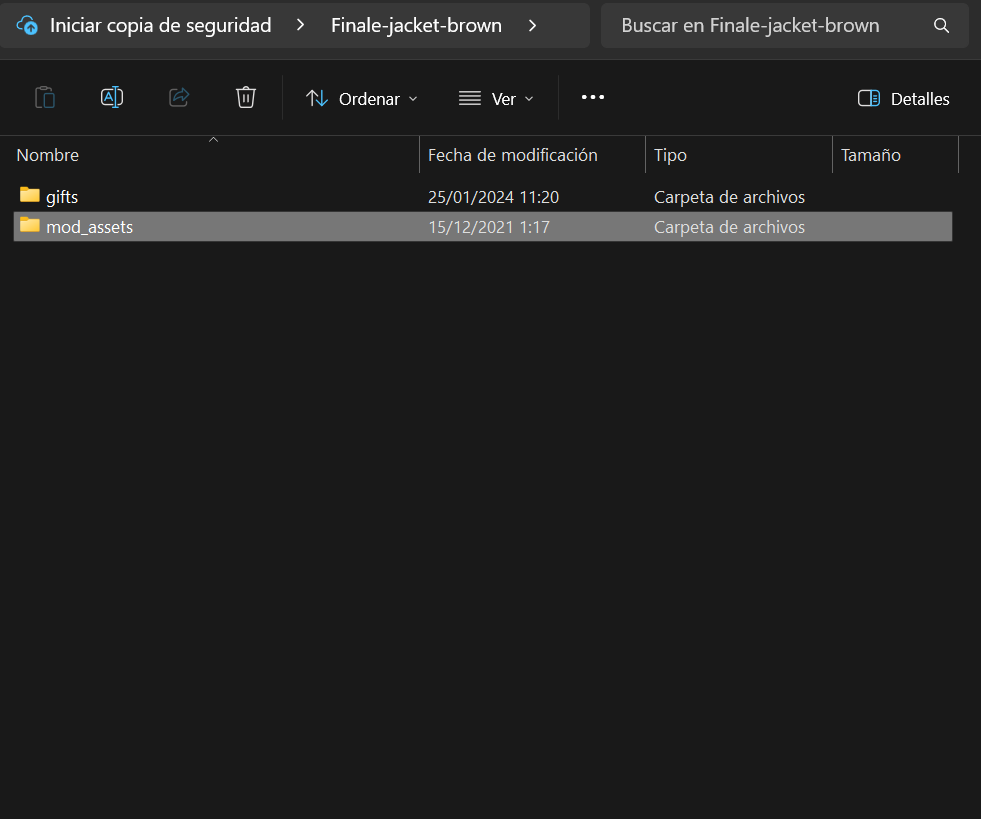 Iniciar copia de seguridad > Finale-jacket-brown >
Buscar en Finale-jacket-brown
Ordenar Ver ••• Detalles
Nombre Fecha de modificación Tipo Tamaño
gifts 25/01/2024 11:20 Carpeta de archivos
mod_assets 15/12/2021 1:17 Carpeta de archivos